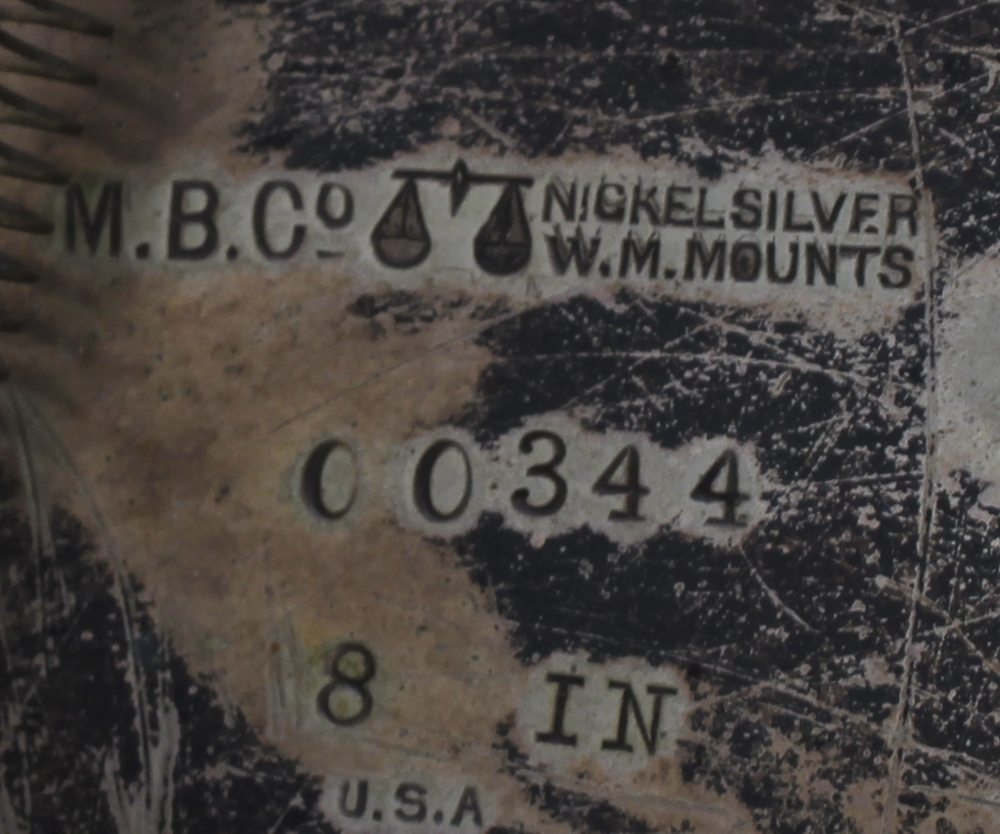 M.B.Co NICKEL SILVER
W.M.MOUNTS
00344
8 IN
U.S.A